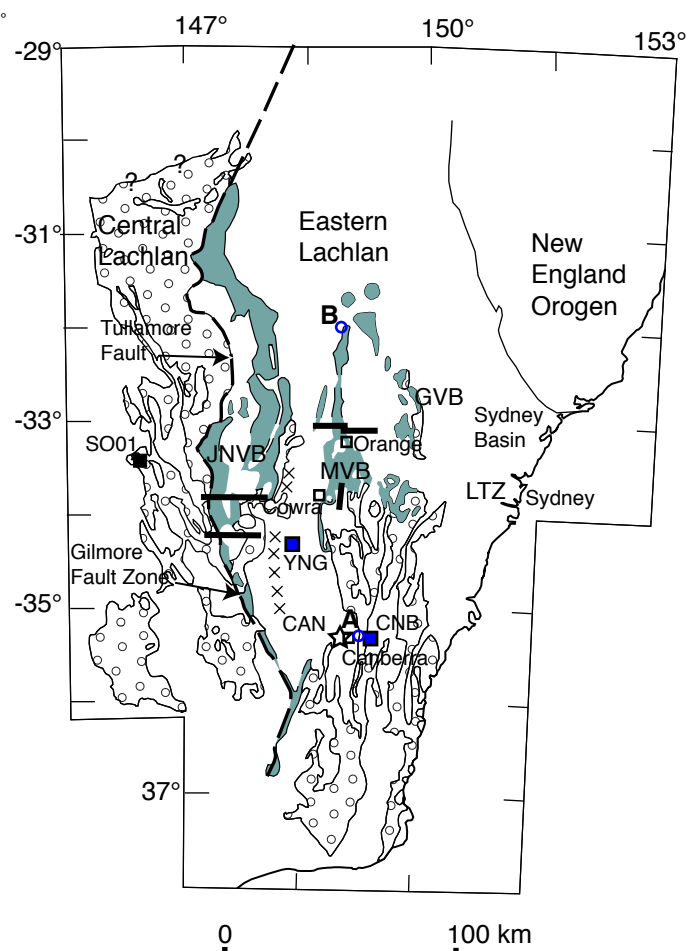 °
147°
150°
153°
-29°
?
?
-31°
Central
Lachlan
Eastern
Lachlan
New
England
Orogen
B
Tullamore
Fault
GVB
-33°
Sydney
Basin
SO01
JNVB
Orange
MVB
LTZ
Sydney
Cowra
Gilmore
Fault Zone
YNG
-35°
CAN
A
CNB
Canberra
37°
0
100 km